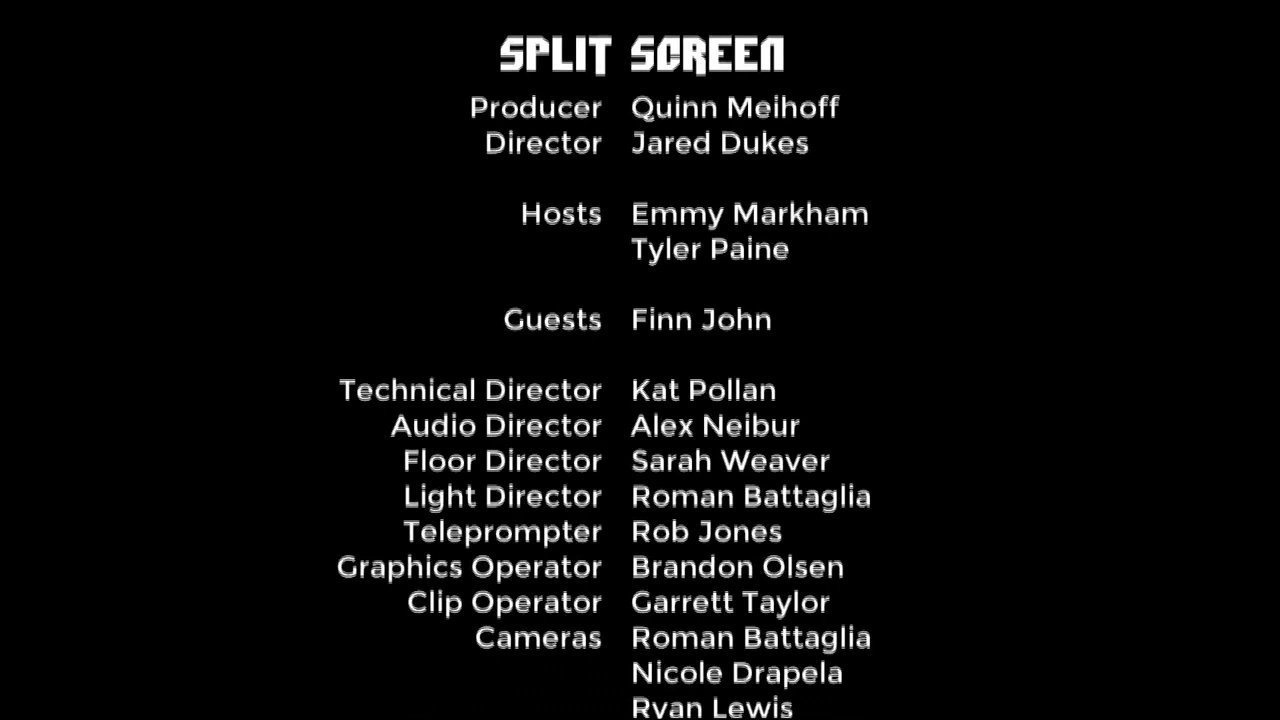 SPLIT SCREEN
Producer Quinn Meihoff
Director Jared Dukes
Hosts Emmy Markham
Tyler Paine
Guests Finn John
Technical Director Kat Pollan
Audio Director Alex Neibur
Floor Director Sarah Weaver
Light Director Roman Battaglia
Teleprompter Rob Jones
Graphics Operator Brandon Olsen
Clip Operator Garrett Taylor
Cameras Roman Battaglia
Nicole Drapela
Ryan Lewis